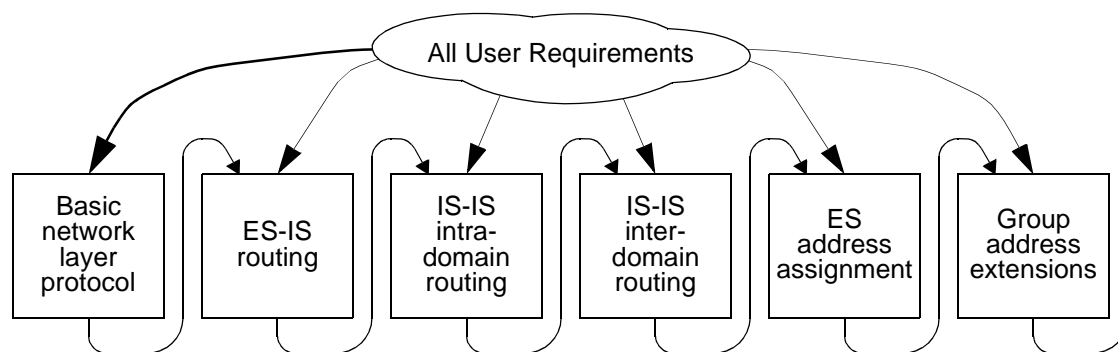 All User Requirements
Basic
network
layer
protocol
ES-IS
routing
IS-IS
intra-
domain
routing
IS-IS
inter-
domain
routing
ES
address
assignment
Group
address
extensions